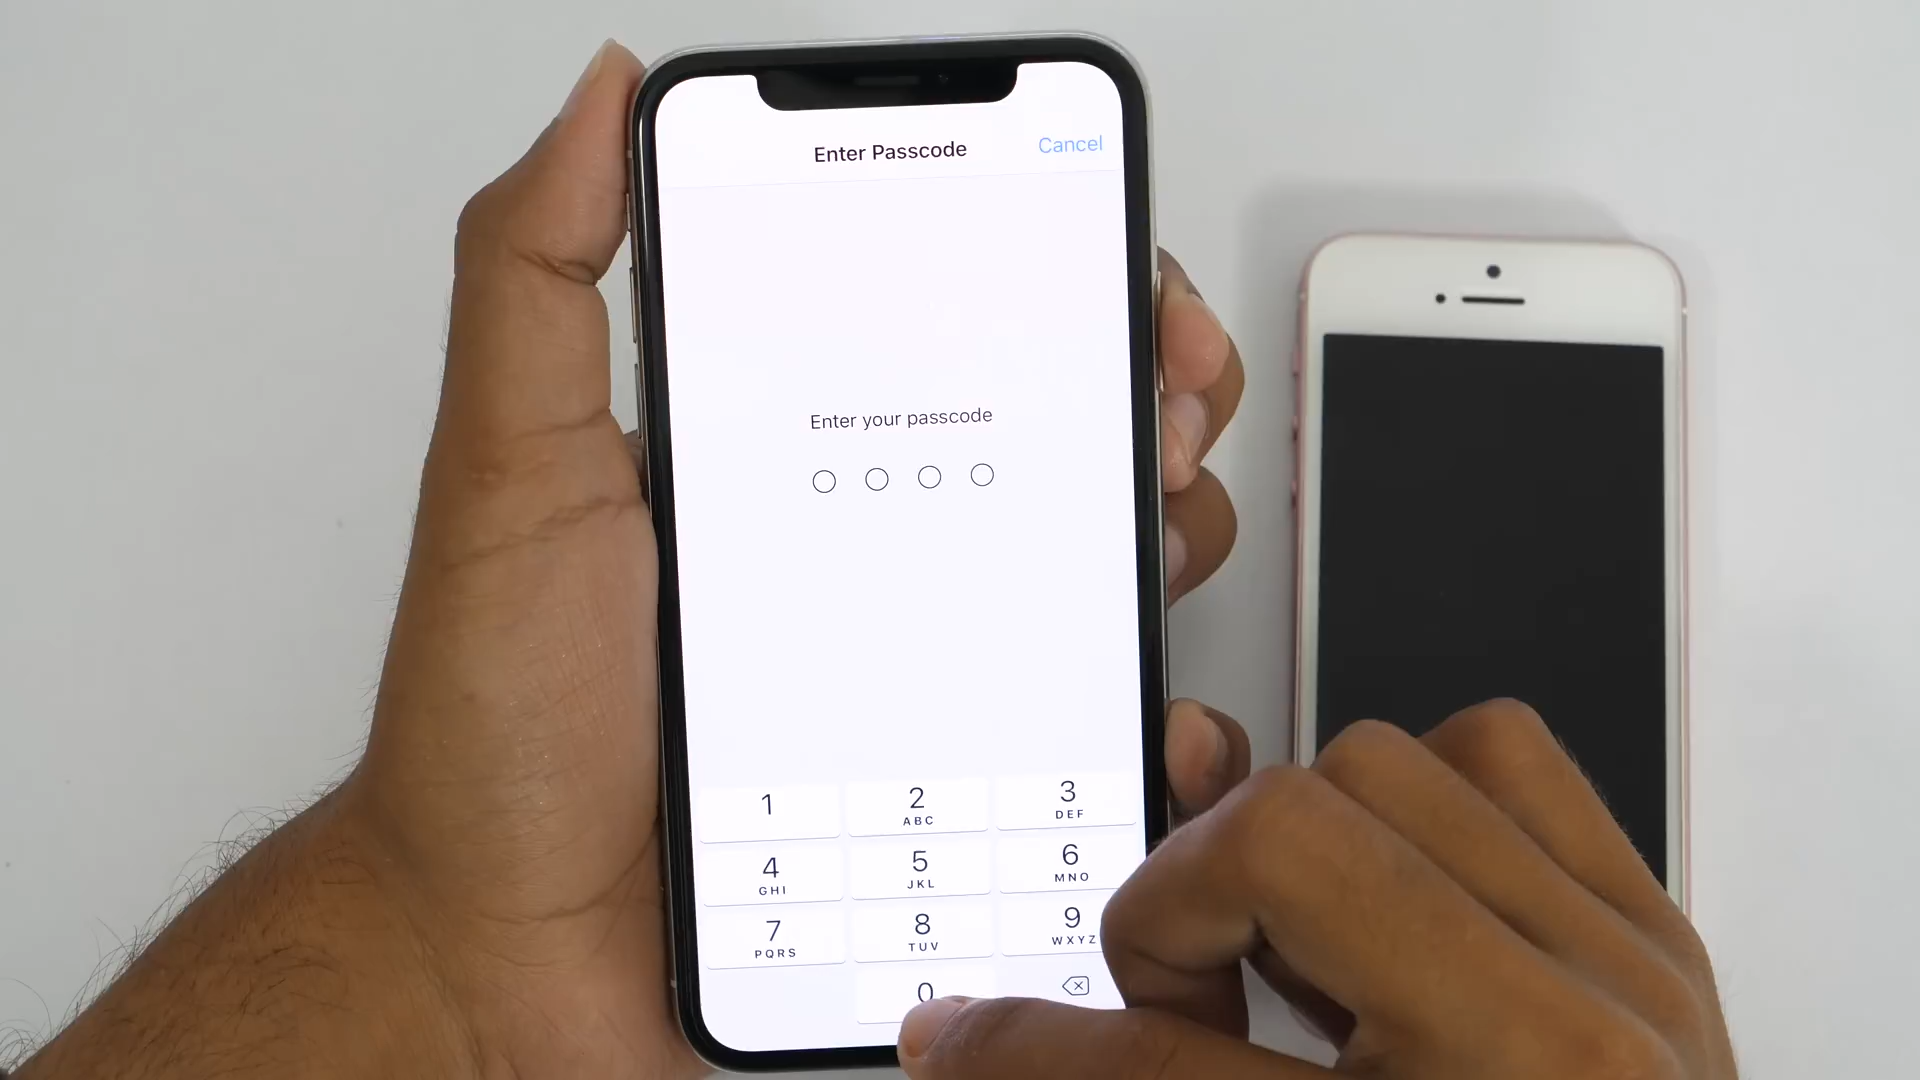 Enter Passcode
Cancel
Enter your passcode
1
2
ABC
3
DEF
4
GHI
5
JKL
6
MNO
7
PQRS
8
TUV
9
WXYZ
0